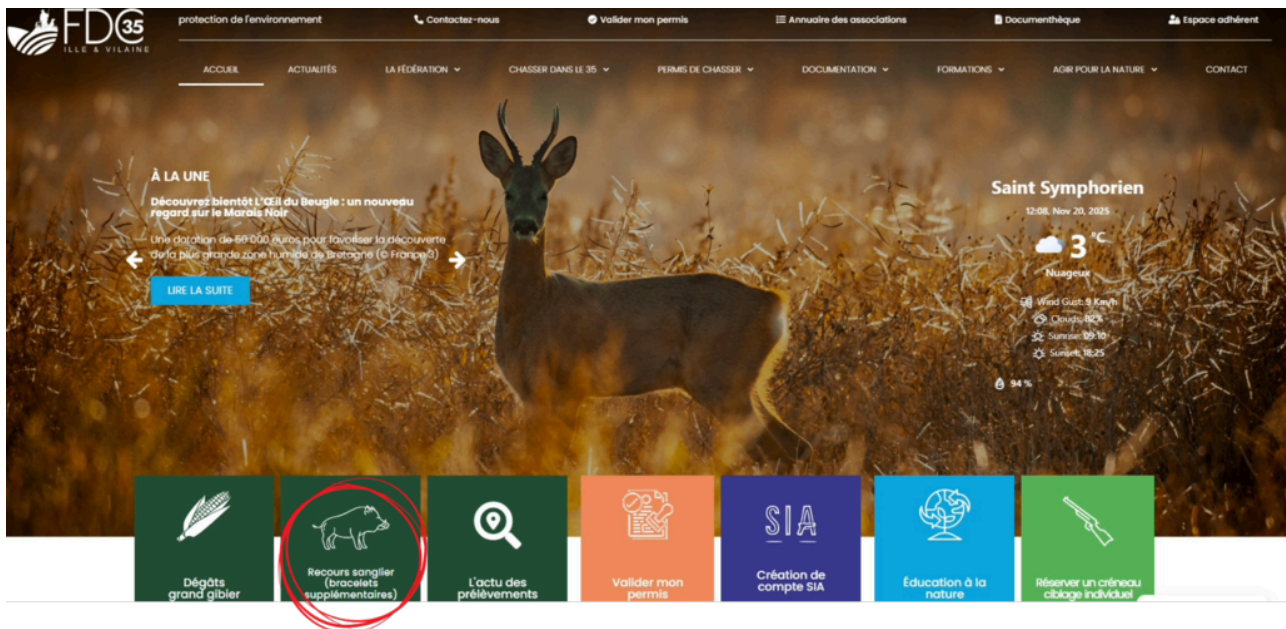 FDC 35
ILLE & VILAINE
protection de l'environnement
Contactez-nous
Valider mon permis
Annuaire des associations
Documenthèque
Espace adhérent
ACCUEIL
ACTUALITÉS
LA FÉDÉRATION
CHASSER DANS LE 35
PERMIS DE CHASSER
DOCUMENTATION
FORMATIONS
AGIR POUR LA NATURE
CONTACT
À LA UNE
Découvrez bientôt L'Œil du Beugle : un nouveau
regard sur le Marais Noir
Une dotation de 50 000 euros pour favoriser la découverte
de la plus grande zone humide de Bretagne (© France 3)
LIRE LA SUITE
Saint Symphorien
12:08, Nov 20, 2025
3 °C
Nuageux
Wind Gust: 9 Km/h
Clouds: 82%
Sunrise: 09:10
Sunset: 18:25
94 %
Dégâts
grand gibier
Recours sanglier
(bracelets
supplémentaires)
L'actu des
prélèvements
Valider mon
permis
SIA
Création de
compte SIA
Éducation à la
nature
Réserver un créneau
ciblage individuel